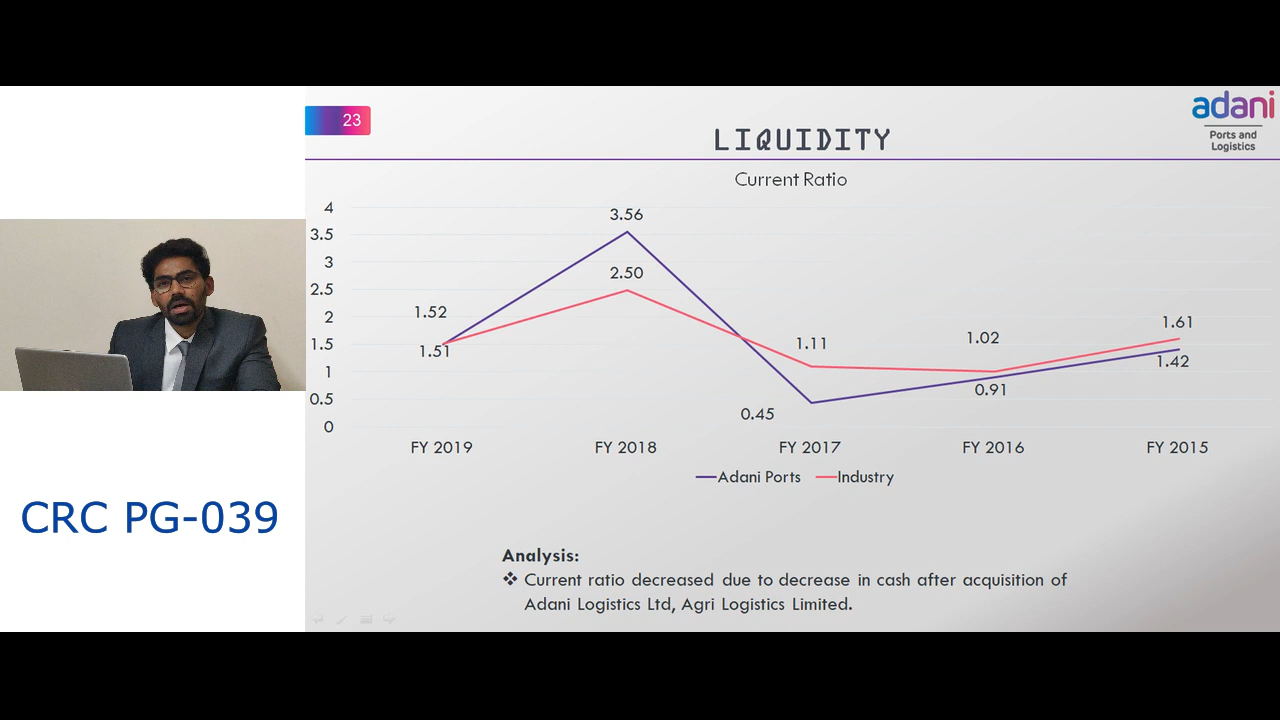 23
adani
Ports and
Logistics
LIQUIDITY
Current Ratio
4
3.5
3
2.5
2
1.5
1
0.5
0
3.56
2.50
1.52
1.51
1.11
0.45
1.02
0.91
1.61
1.42
FY 2019 FY 2018 FY 2017 FY 2016 FY 2015
Adani Ports Industry
CRC PG-039
Analysis:
❖ Current ratio decreased due to decrease in cash after acquisition of
Adani Logistics Ltd, Agri Logistics Limited.